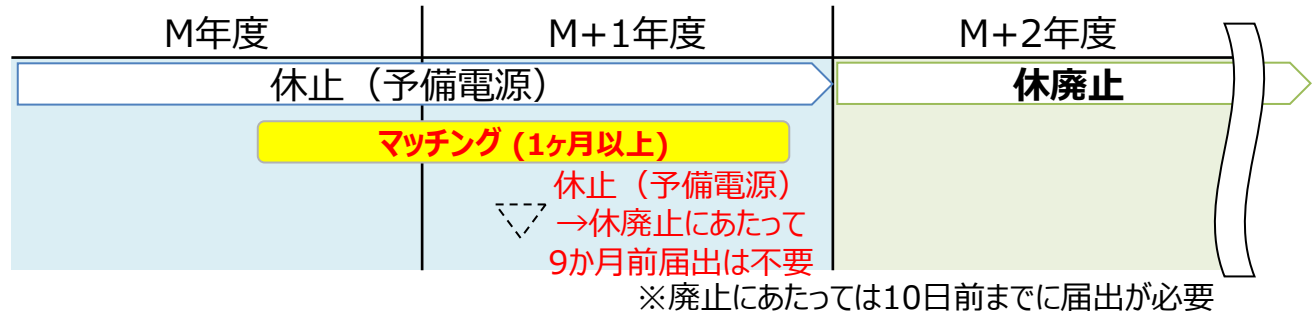 M年度 M+1年度 M+2年度
休止（予備電源） 休廃止
マッチング (1ヶ月以上)
休止（予備電源）
→休廃止にあたって
9か月前届出は不要
※廃止にあたっては10日前までに届出が必要